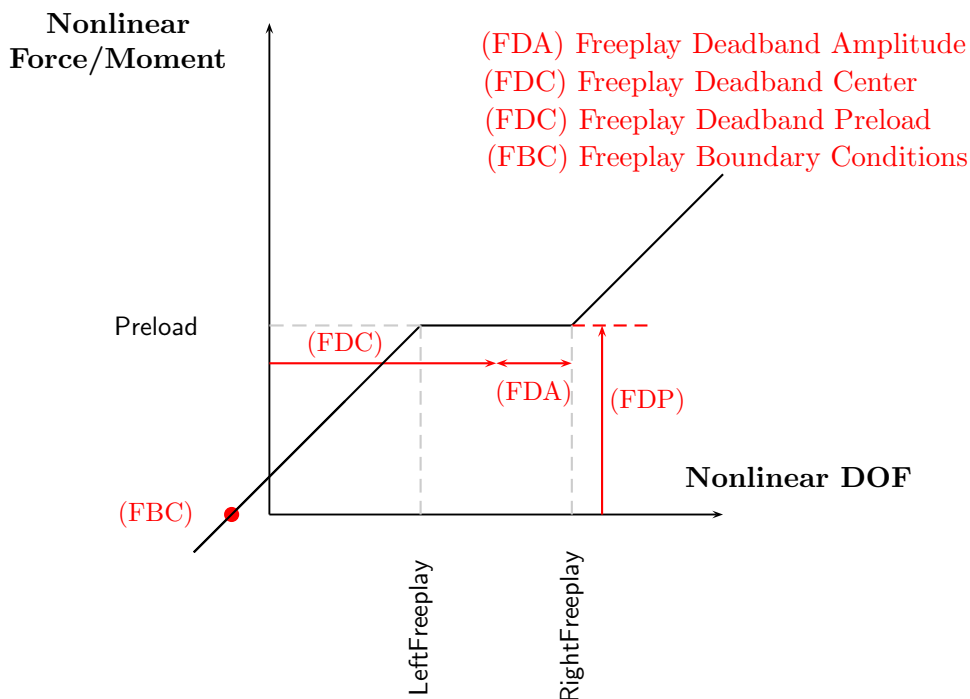 Nonlinear
Force/Moment
(FDA) Freeplay Deadband Amplitude
(FDC) Freeplay Deadband Center
(FDC) Freeplay Deadband Preload
(FBC) Freeplay Boundary Conditions
Preload
(FDC)
(FDA)
(FDP)
Nonlinear DOF
(FBC)
LeftFreeplay
RightFreeplay